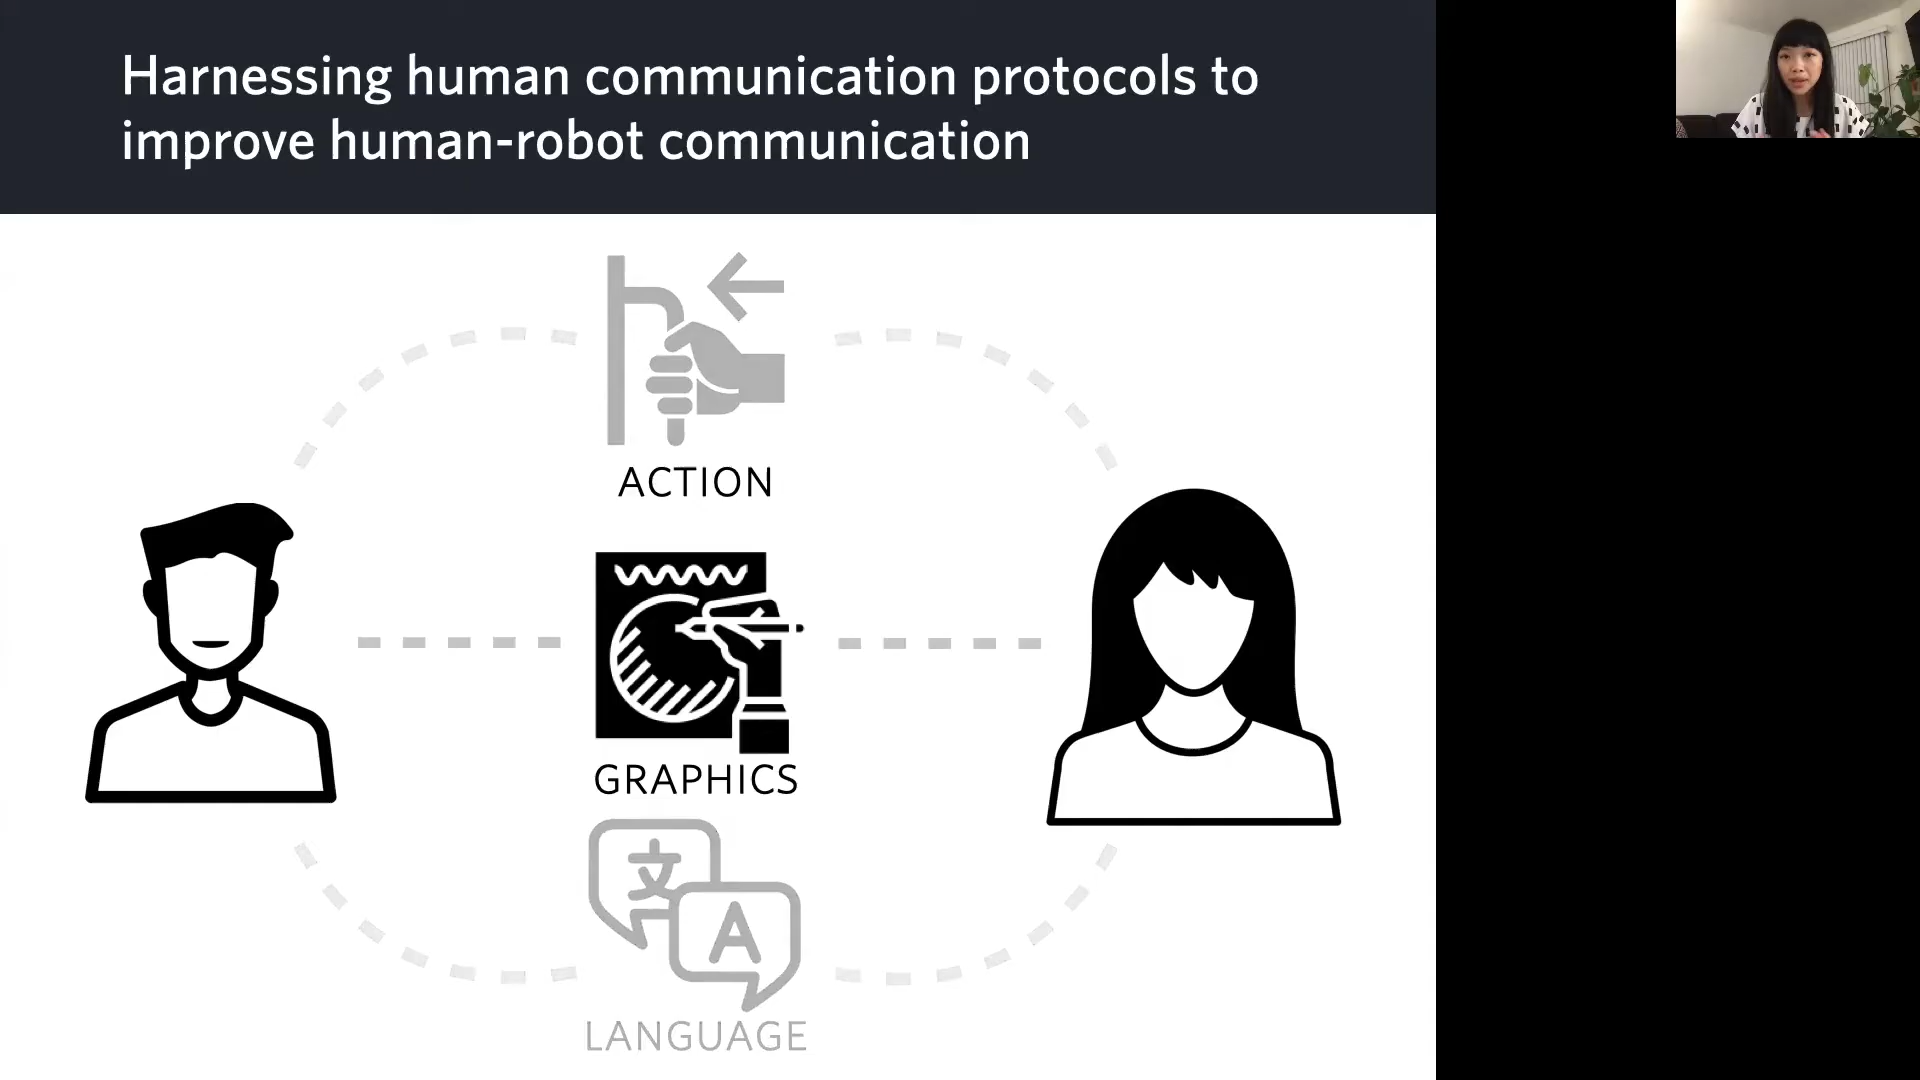 Harnessing human communication protocols to
improve human-robot communication
ACTION
GRAPHICS
文
A
LANGUAGE